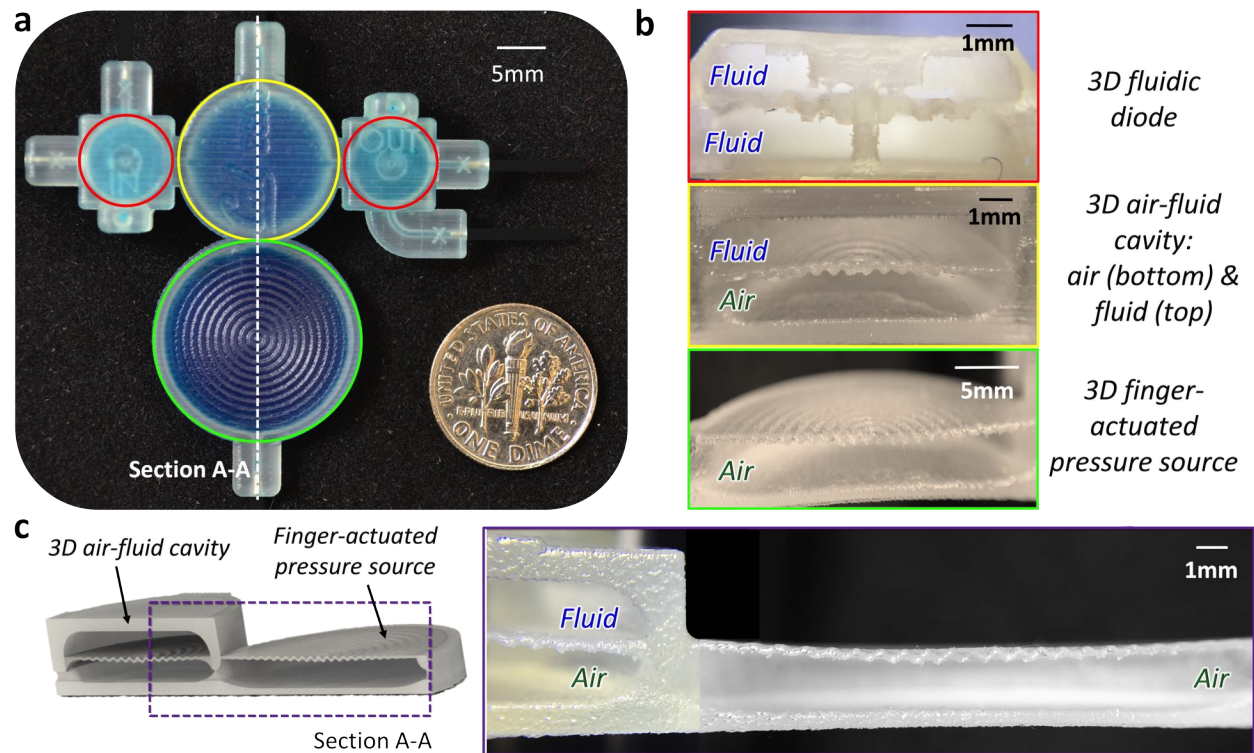 a
5mm
IN
OUT
Section A-A
UNITED STATES OF AMERICA
E PLURIBUS UNUM
ONE DIME
b
1mm
Fluid
Fluid
3D fluidic
diode
1mm
Fluid
Air
3D air-fluid
cavity:
air (bottom) &
fluid (top)
5mm
Air
3D finger-
actuated
pressure source
c
3D air-fluid cavity
Finger-actuated
pressure source
Section A-A
1mm
Fluid
Air
Air